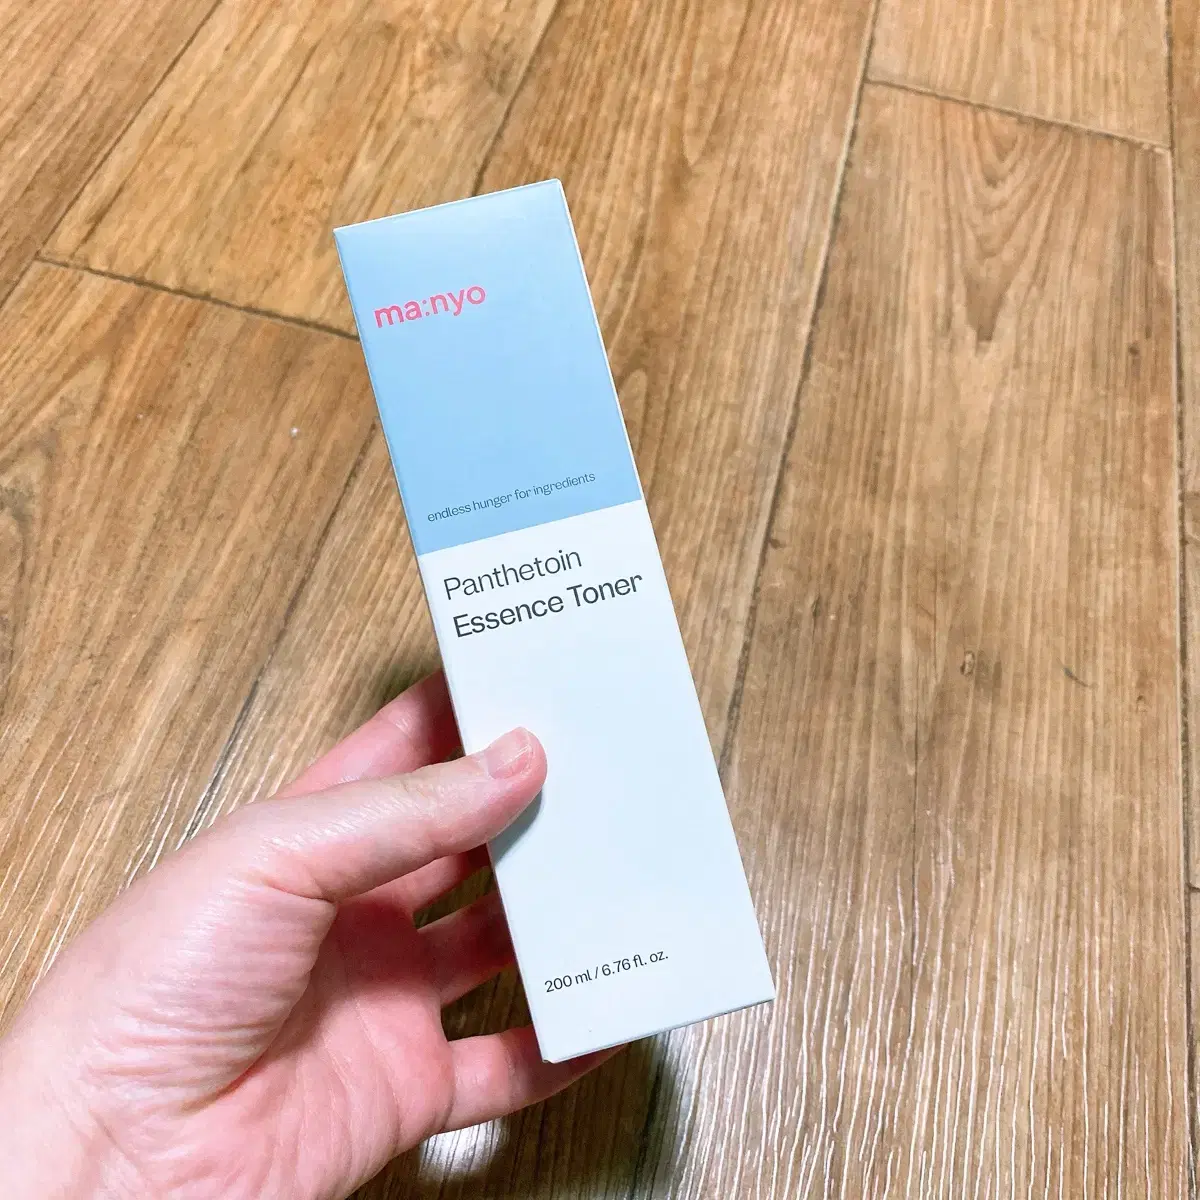 ma:nyo
endless hunger for ingredients
Panthetoin
Essence Toner
200 ml / 6.76 fl. oz.